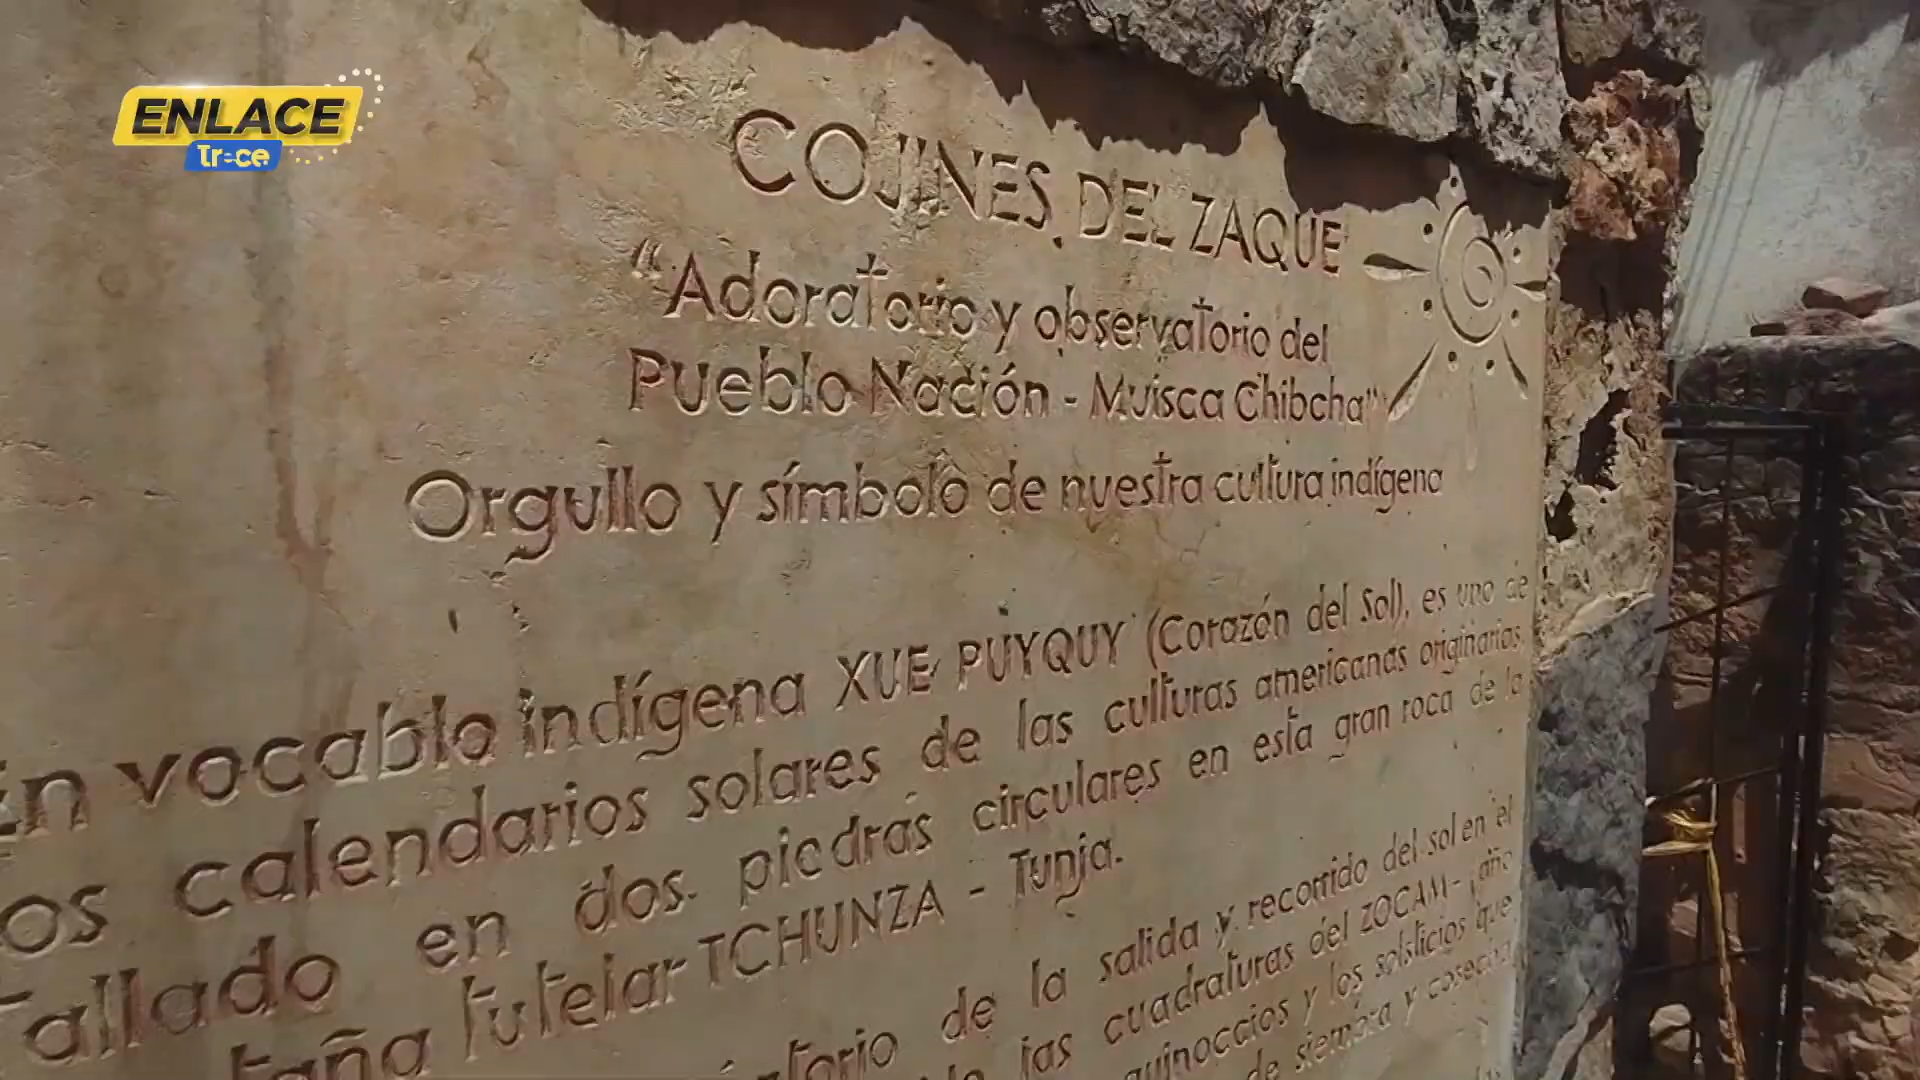 ENLACE
trece
COJINES DEL ZAQUE
“Adoratorio y observatorio del
Pueblo Nación - Muisca Chibcha”
Orgullo y símbolo de nuestra cultura indígena
En vocablo indígena XUE PUYQUY (Corazón del Sol), es uno de
os calendarios solares de las culturas americanas originarias,
tallado en dos piedras circulares en esta gran roca de la
taña tutelar TCHUNZA - Tunja.
torio de la salida y recorrido del sol en el
las cuadraturas del ZOCAM - año
quinoccios y los solsticios que
de siembra y cosecha